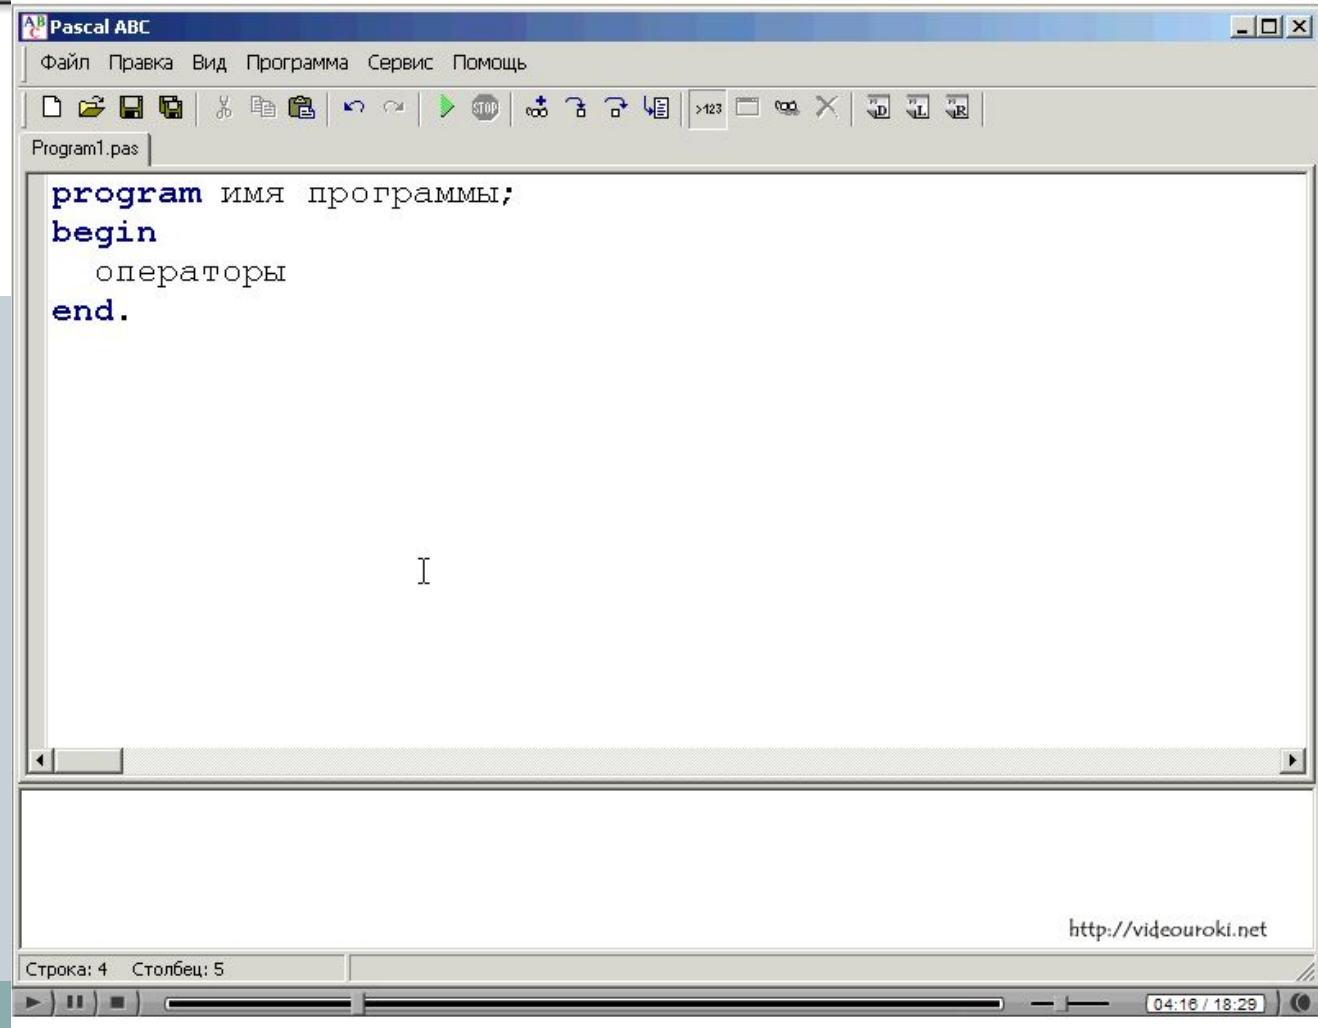 Pascal ABC
Файл Правка Вид Программа Сервис Помощь
STOP >123 D L R
Program1.pas
program имя программы;
begin
операторы
end.
http://videouroki.net
Строка: 4 Столбец: 5
04:16 / 18:29